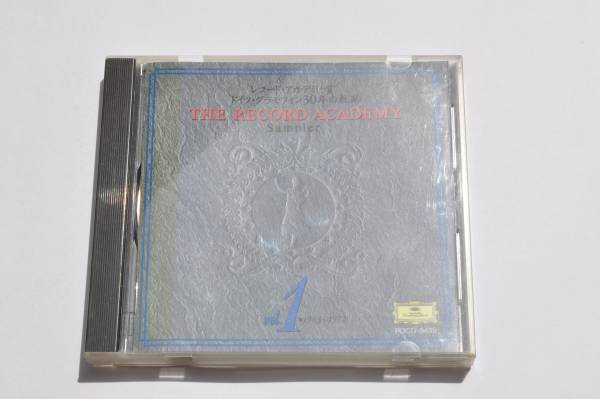 レコード・アカデミー賞
ドイツ・グラモフォン30年の軌跡
THE RECORD ACADEMY
Sampler
vol. 1